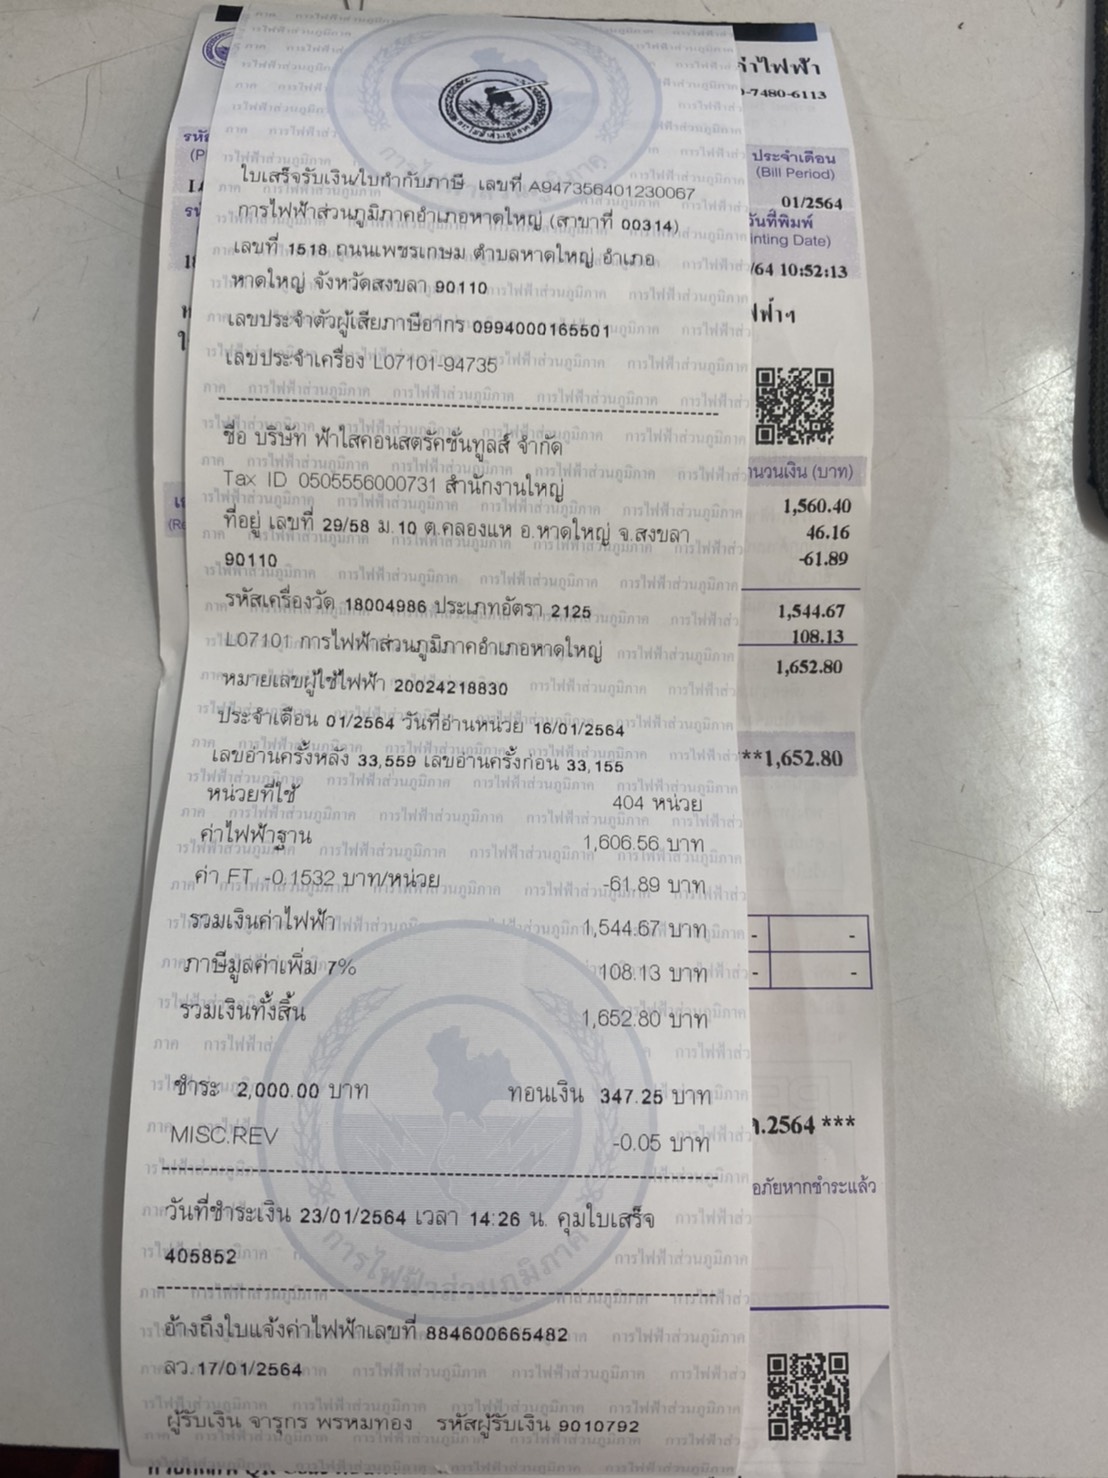 ใบเสร็จรับเงิน/ใบกำกับภาษี เลขที่ A947356401230067
การไฟฟ้าส่วนภูมิภาคอำเภอหาดใหญ่ (สาขาที่ 00314)
เลขที่ 1518 ถนนเพชรเกษม ตำบลหาดใหญ่ อำเภอ
หาดใหญ่ จังหวัดสงขลา 90110
เลขประจำตัวผู้เสียภาษีอากร 0994000165501
เลขประจำเครื่อง L07101-94735
ชื่อ บริษัท ฟ้าใสคอนสตรัคชั่นทูลส์ จำกัด
Tax ID 0505556000731 สำนักงานใหญ่
ที่อยู่ เลขที่ 29/58 ม.10 ต.คลองแห อ.หาดใหญ่ จ.สงขลา
90110
รหัสเครื่องวัด 18004986 ประเภทอัตรา 2125
L07101 การไฟฟ้าส่วนภูมิภาคอำเภอหาดใหญ่
หมายเลขผู้ใช้ไฟฟ้า 20024218830
ประจำเดือน 01/2564 วันที่อ่านหน่วย 16/01/2564
เลขอ่านครั้งหลัง 33,559 เลขอ่านครั้งก่อน 33,155
หน่วยที่ใช้ 404 หน่วย
ค่าไฟฟ้าฐาน 1,606.56 บาท
ค่า FT -0.1532 บาท/หน่วย -61.89 บาท
รวมเงินค่าไฟฟ้า 1,544.67 บาท
ภาษีมูลค่าเพิ่ม 7% 108.13 บาท
รวมเงินทั้งสิ้น 1,652.80 บาท
ชำระ 2,000.00 บาท ทอนเงิน 347.25 บาท
MISC.REV -0.05 บาท
วันที่ชำระเงิน 23/01/2564 เวลา 14:26 น. คุมใบเสร็จ
405852
อ้างถึงใบแจ้งค่าไฟฟ้าเลขที่ 884600665482
ลว.17/01/2564
ผู้รับเงิน จารุกร พรหมทอง รหัสผู้รับเงิน 9010792
ค่าไฟฟ้า
-7480-6113
ประจำเดือน
(Bill Period)
01/2564
วันที่พิมพ์
inting Date)
/64 10:52:13
(บาท)
1,560.40
46.16
-61.89
1,544.67
108.13
1,652.80
**1,652.80
- -
- -
.2564 ***
อภัยหากชำระแล้ว
การไฟฟ้าส่วนภูมิภาค